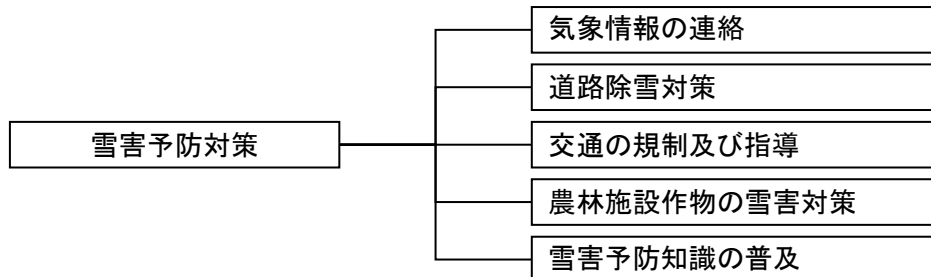 気象情報の連絡
道路除雪対策
雪害予防対策
交通の規制及び指導
農林施設作物の雪害対策
雪害予防知識の普及